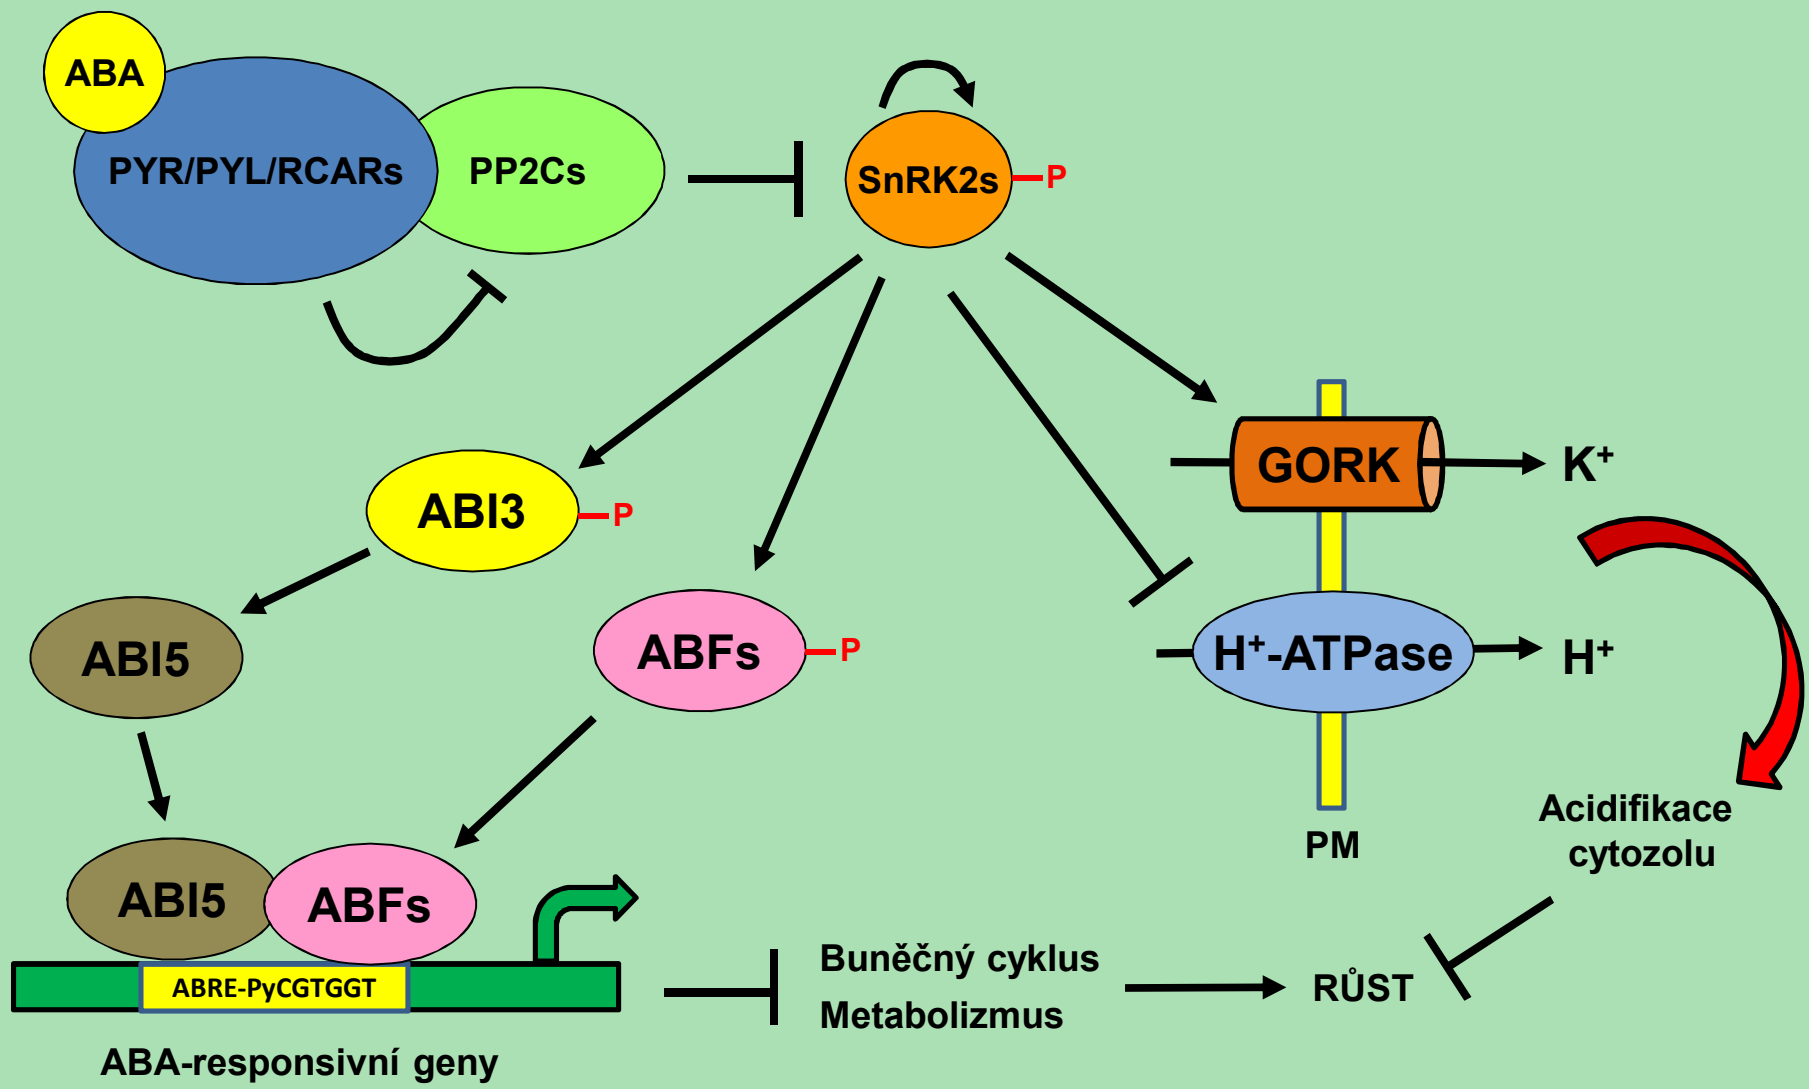 ABA
PYR/PYL/RCARs
PP2Cs
SnRK2s
P
ABI3
P
GORK
K⁺
ABI5
ABFs
P
H⁺-ATPase
H⁺
PM
Acidifikace
cytozolu
ABI5
ABFs
ABRE-PyCGTGGT
ABA-responsivní geny
Buněčný cyklus
Metabolizmus
RŮST